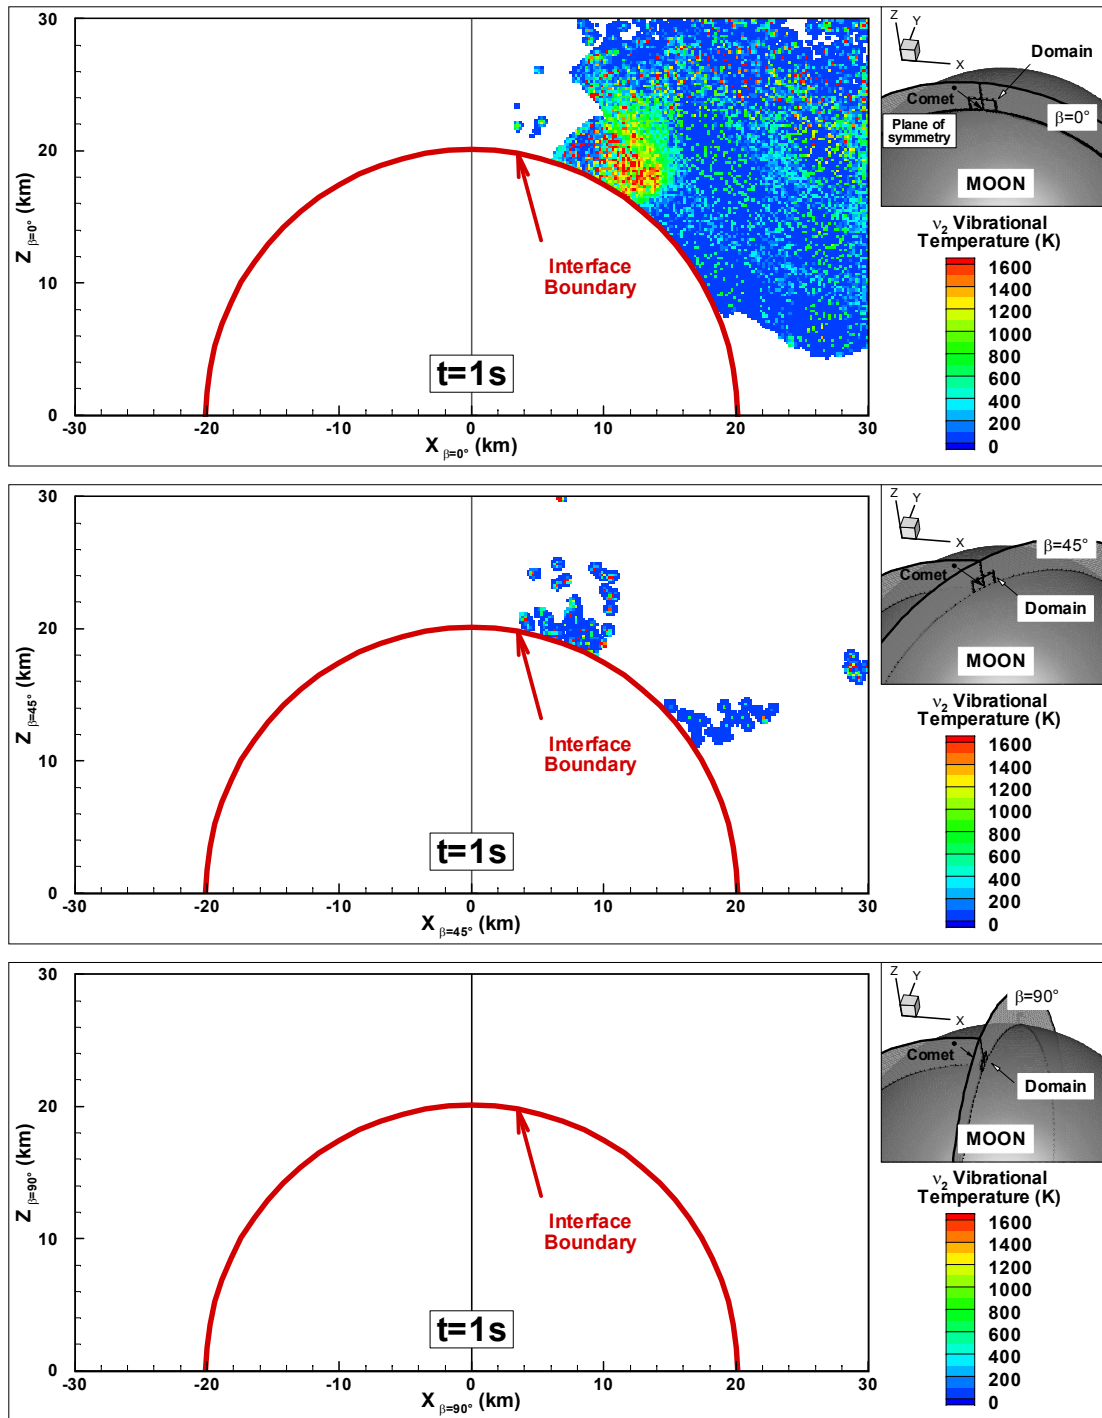 30
20
10
0
-30
-20
-10
0
10
20
30
Z β=0° (km)
X β=0° (km)
Interface
Boundary
t=1s
Z
Y
X
Domain
Comet
β=0°
Plane of
symmetry
MOON
ν2 Vibrational
Temperature (K)
1600
1400
1200
1000
800
600
400
200
0
30
20
10
0
-30
-20
-10
0
10
20
30
Z β=45° (km)
X β=45° (km)
Interface
Boundary
t=1s
Z
Y
X
β=45°
Comet
Domain
MOON
ν2 Vibrational
Temperature (K)
1600
1400
1200
1000
800
600
400
200
0
30
20
10
0
-30
-20
-10
0
10
20
30
Z β=90° (km)
X β=90° (km)
Interface
Boundary
t=1s
Z
Y
X
β=90°
Comet
Domain
MOON
ν2 Vibrational
Temperature (K)
1600
1400
1200
1000
800
600
400
200
0